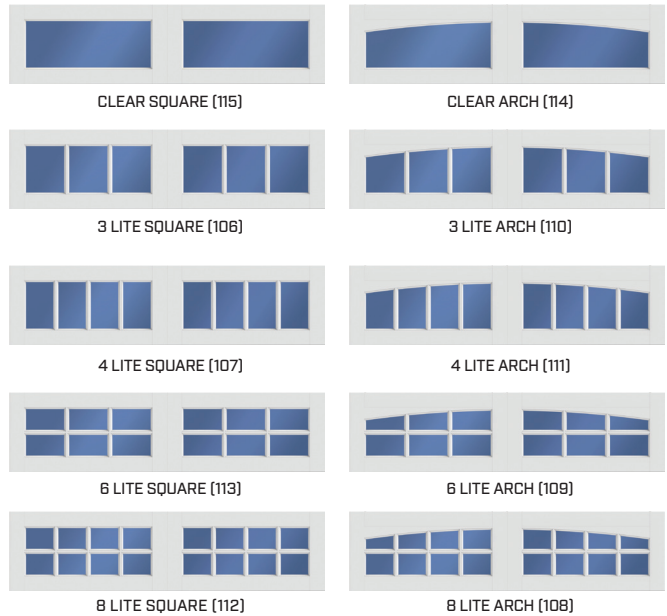 CLEAR SQUARE (115)
CLEAR ARCH (114)
3 LITE SQUARE (106)
3 LITE ARCH (110)
4 LITE SQUARE (107)
4 LITE ARCH (111)
6 LITE SQUARE (113)
6 LITE ARCH (109)
8 LITE SQUARE (112)
8 LITE ARCH (108)